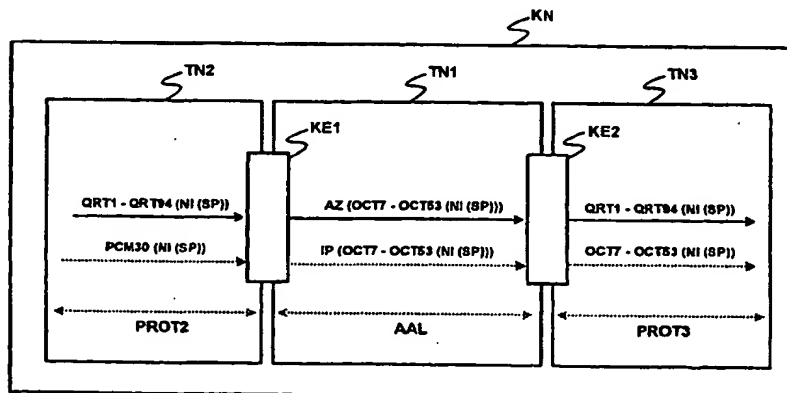 KN
TN2
TN1
TN3
KE1
KE2
QRT1 - QRT94 (NI (SP))
AZ (OCT7 - OCT53 (NI (SP)))
QRT1 - QRT94 (NI (SP))
PCM30 (NI (SP))
IP (OCT7 - OCT53 (NI (SP)))
OCT7 - OCT53 (NI (SP))
PROT2
AAL
PROT3